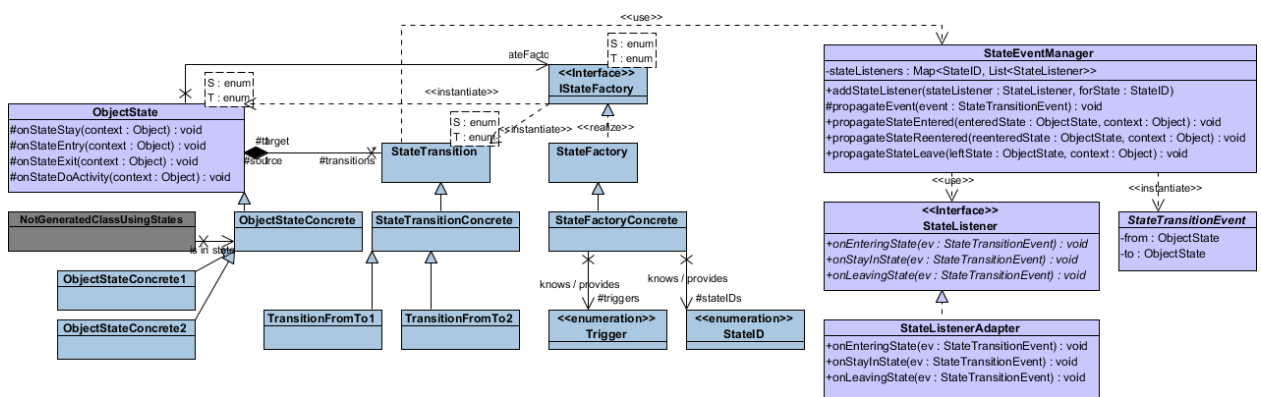 <<use>>
S : enum
T : enum
ateFacto
<<Interface>>
IStateFactory
S : enum
T : enum
<<instantiate>>
StateEventManager
-stateListeners : Map<StateID, List<StateListener>>
+addStateListener(stateListener : StateListener, forState : StateID)
#propagateEvent(event : StateTransitionEvent) : void
+propagateStateEntered(enteredState : ObjectState, context : Object) : void
+propagateStateReentered(reenteredState : ObjectState, context : Object) : void
+propagateStateLeave(leftState : ObjectState, context : Object) : void
ObjectState
#onStateStay(context : Object) : void
#onStateEntry(context : Object) : void
#onStateExit(context : Object) : void
#onStateDoActivity(context : Object) : void
S : enum
T : enum
<<instantiate>>
<<realize>>
#target
#source
#transitions
StateTransition
StateFactory
<<use>>
<<instantiate>>
NotGeneratedClassUsingStates
is in state
ObjectStateConcrete
StateTransitionConcrete
StateFactoryConcrete
<<Interface>>
StateListener
+onEnteringState(ev : StateTransitionEvent) : void
+onStayInState(ev : StateTransitionEvent) : void
+onLeavingState(ev : StateTransitionEvent) : void
StateTransitionEvent
-from : ObjectState
-to : ObjectState
ObjectStateConcrete1
ObjectStateConcrete2
knows / provides
knows / provides
#triggers
#stateIDs
TransitionFromTo1
TransitionFromTo2
<<enumeration>>
Trigger
<<enumeration>>
StateID
StateListenerAdapter
+onEnteringState(ev : StateTransitionEvent) : void
+onStayInState(ev : StateTransitionEvent) : void
+onLeavingState(ev : StateTransitionEvent) : void